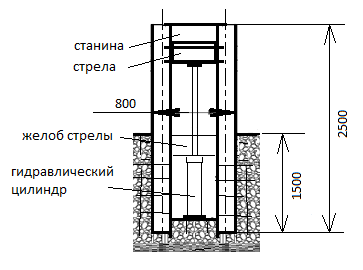 станина
стрела
800
желоб стрелы
гидравлический
цилиндр
1500
2500